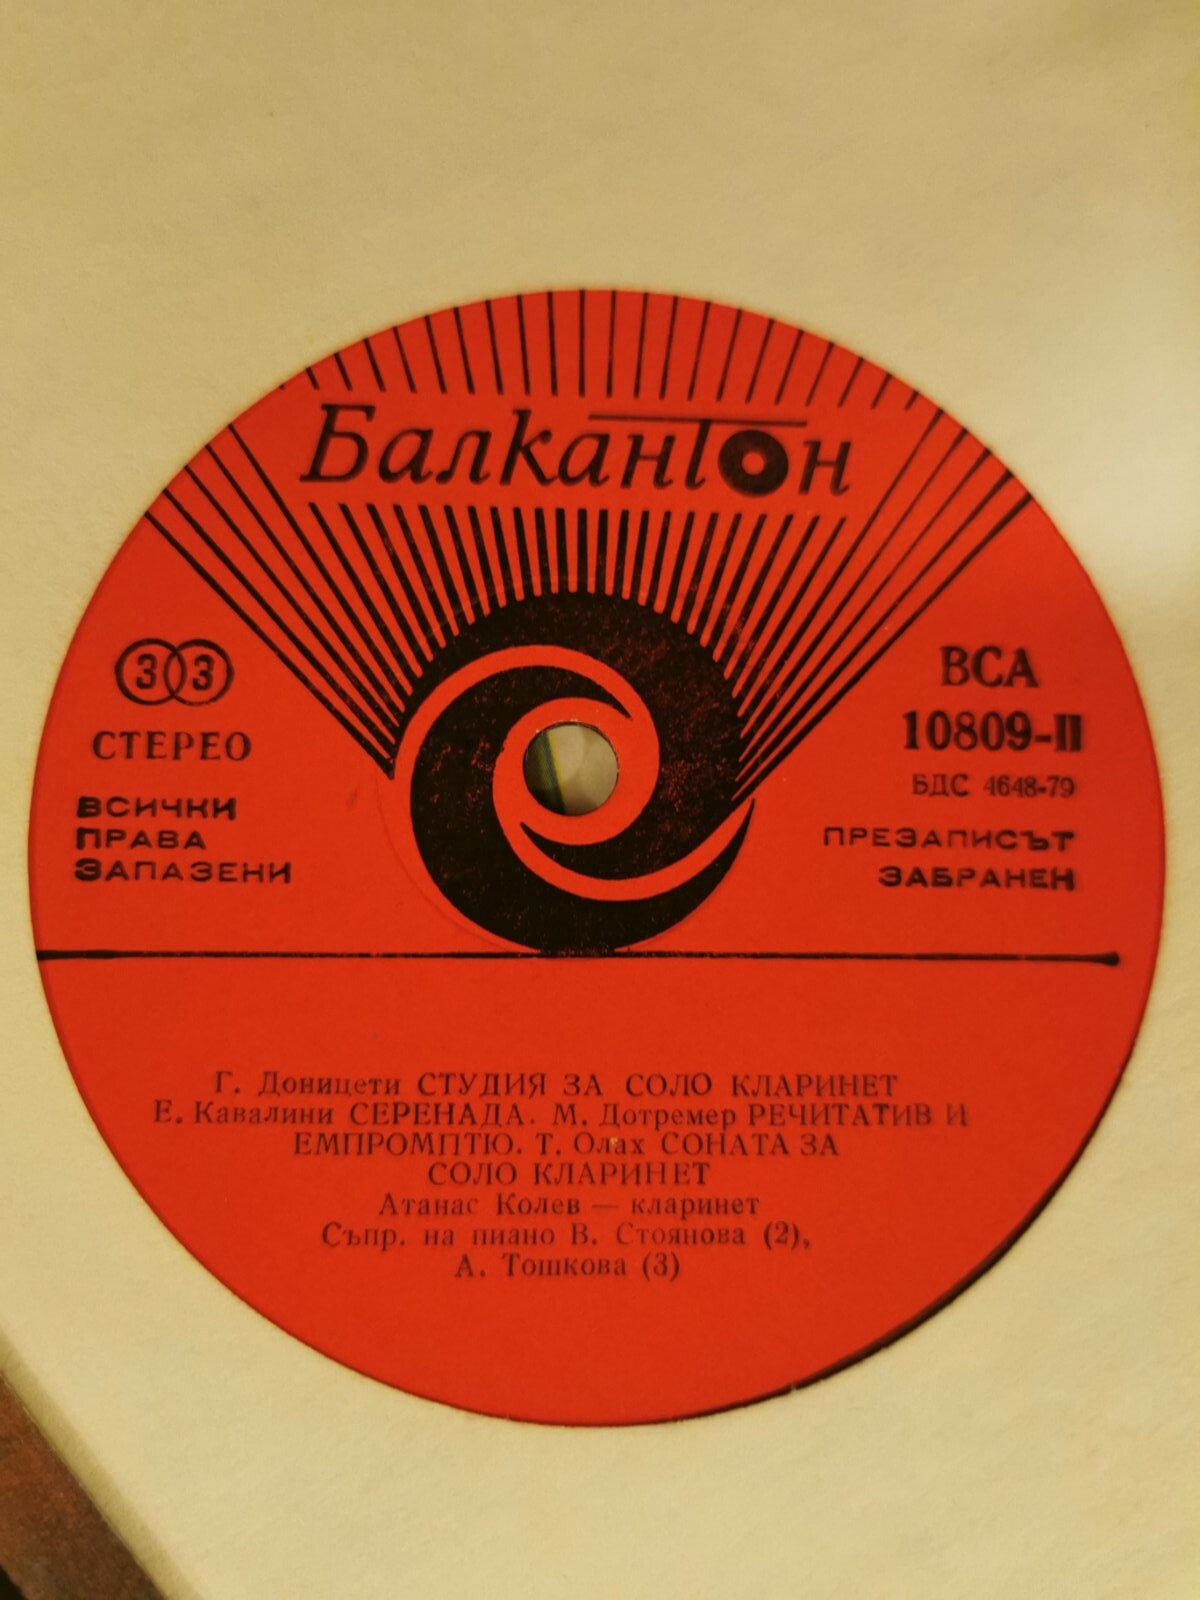 Балкантон
33
СТЕРЕО
ВСИЧКИ
ПРАВА
ЗАПАЗЕНИ
ВСА
10809-II
БДС 4648-79
ПРЕЗАПИСЪТ
ЗАБРАНЕН
Г. Доницети СТУДИЯ ЗА СОЛО КЛАРИНЕТ
Е. Кавалини СЕРЕНАДА. М. Дотремер РЕЧИТАТИВ И
ЕМПРОМПТЮ. Т. Олах СОНАТА ЗА
СОЛО КЛАРИНЕТ
Атанас Колев — кларинет
Съпр. на пиано В. Стоянова (2),
А. Тошкова (3)